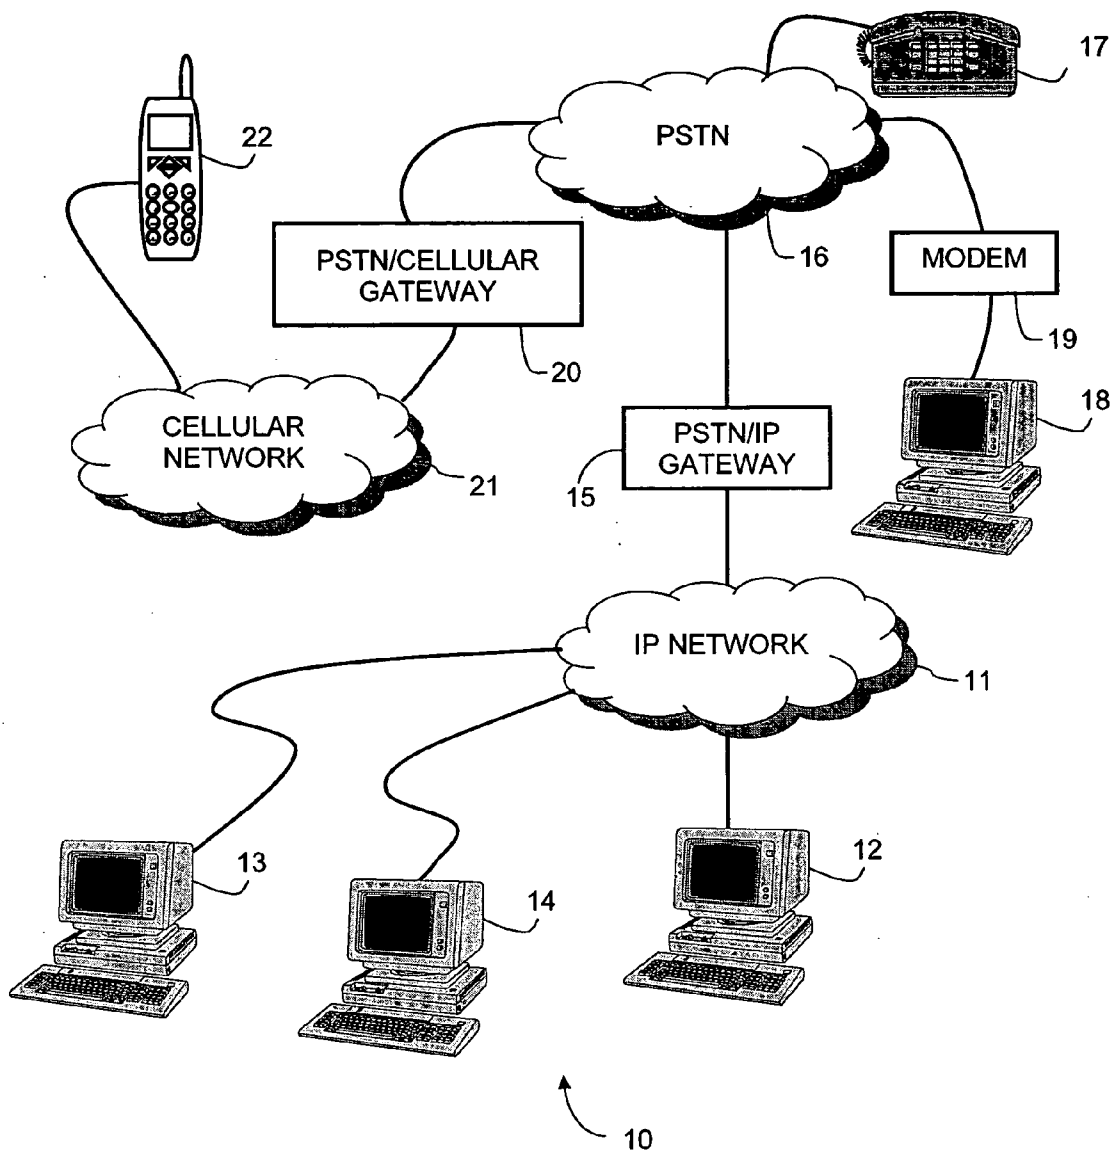 17
PSTN
22
16
PSTN/CELLULAR
GATEWAY
MODEM
19
20
18
CELLULAR
NETWORK
PSTN/IP
GATEWAY
21
15
IP NETWORK
11
13
12
14
10